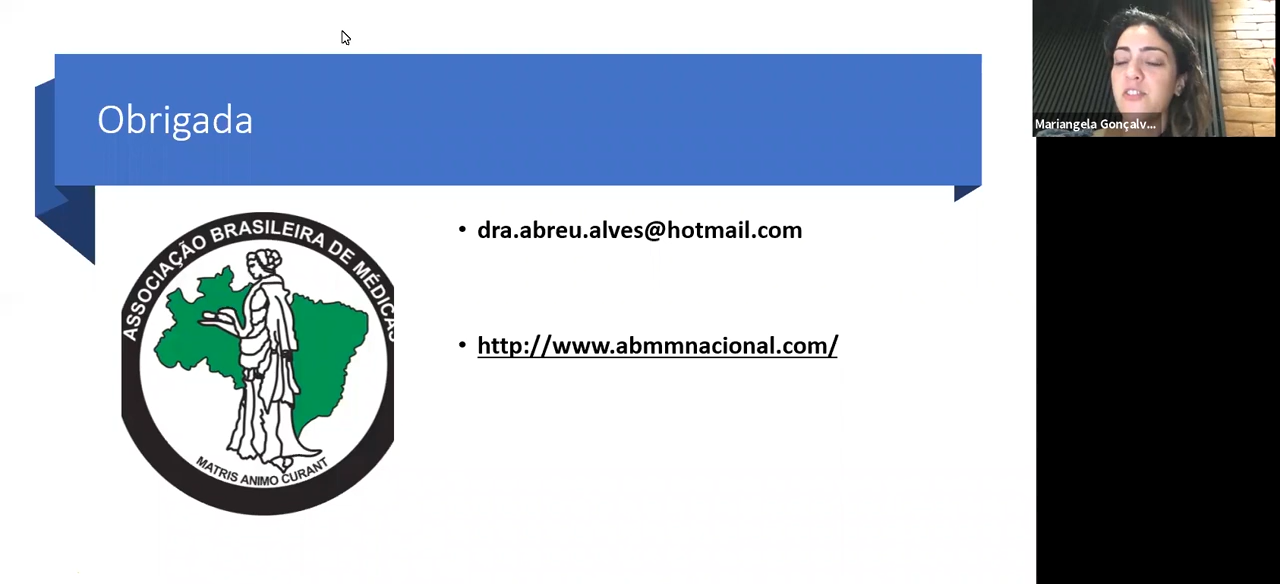 Obrigada
ASSOCIAÇÃO BRASILEIRA DE MÉDICAS
MATRIS ANIMO CURANT
• dra.abreu.alves@hotmail.com
• http://www.abmmnacional.com/
Mariangela Gonçalv...